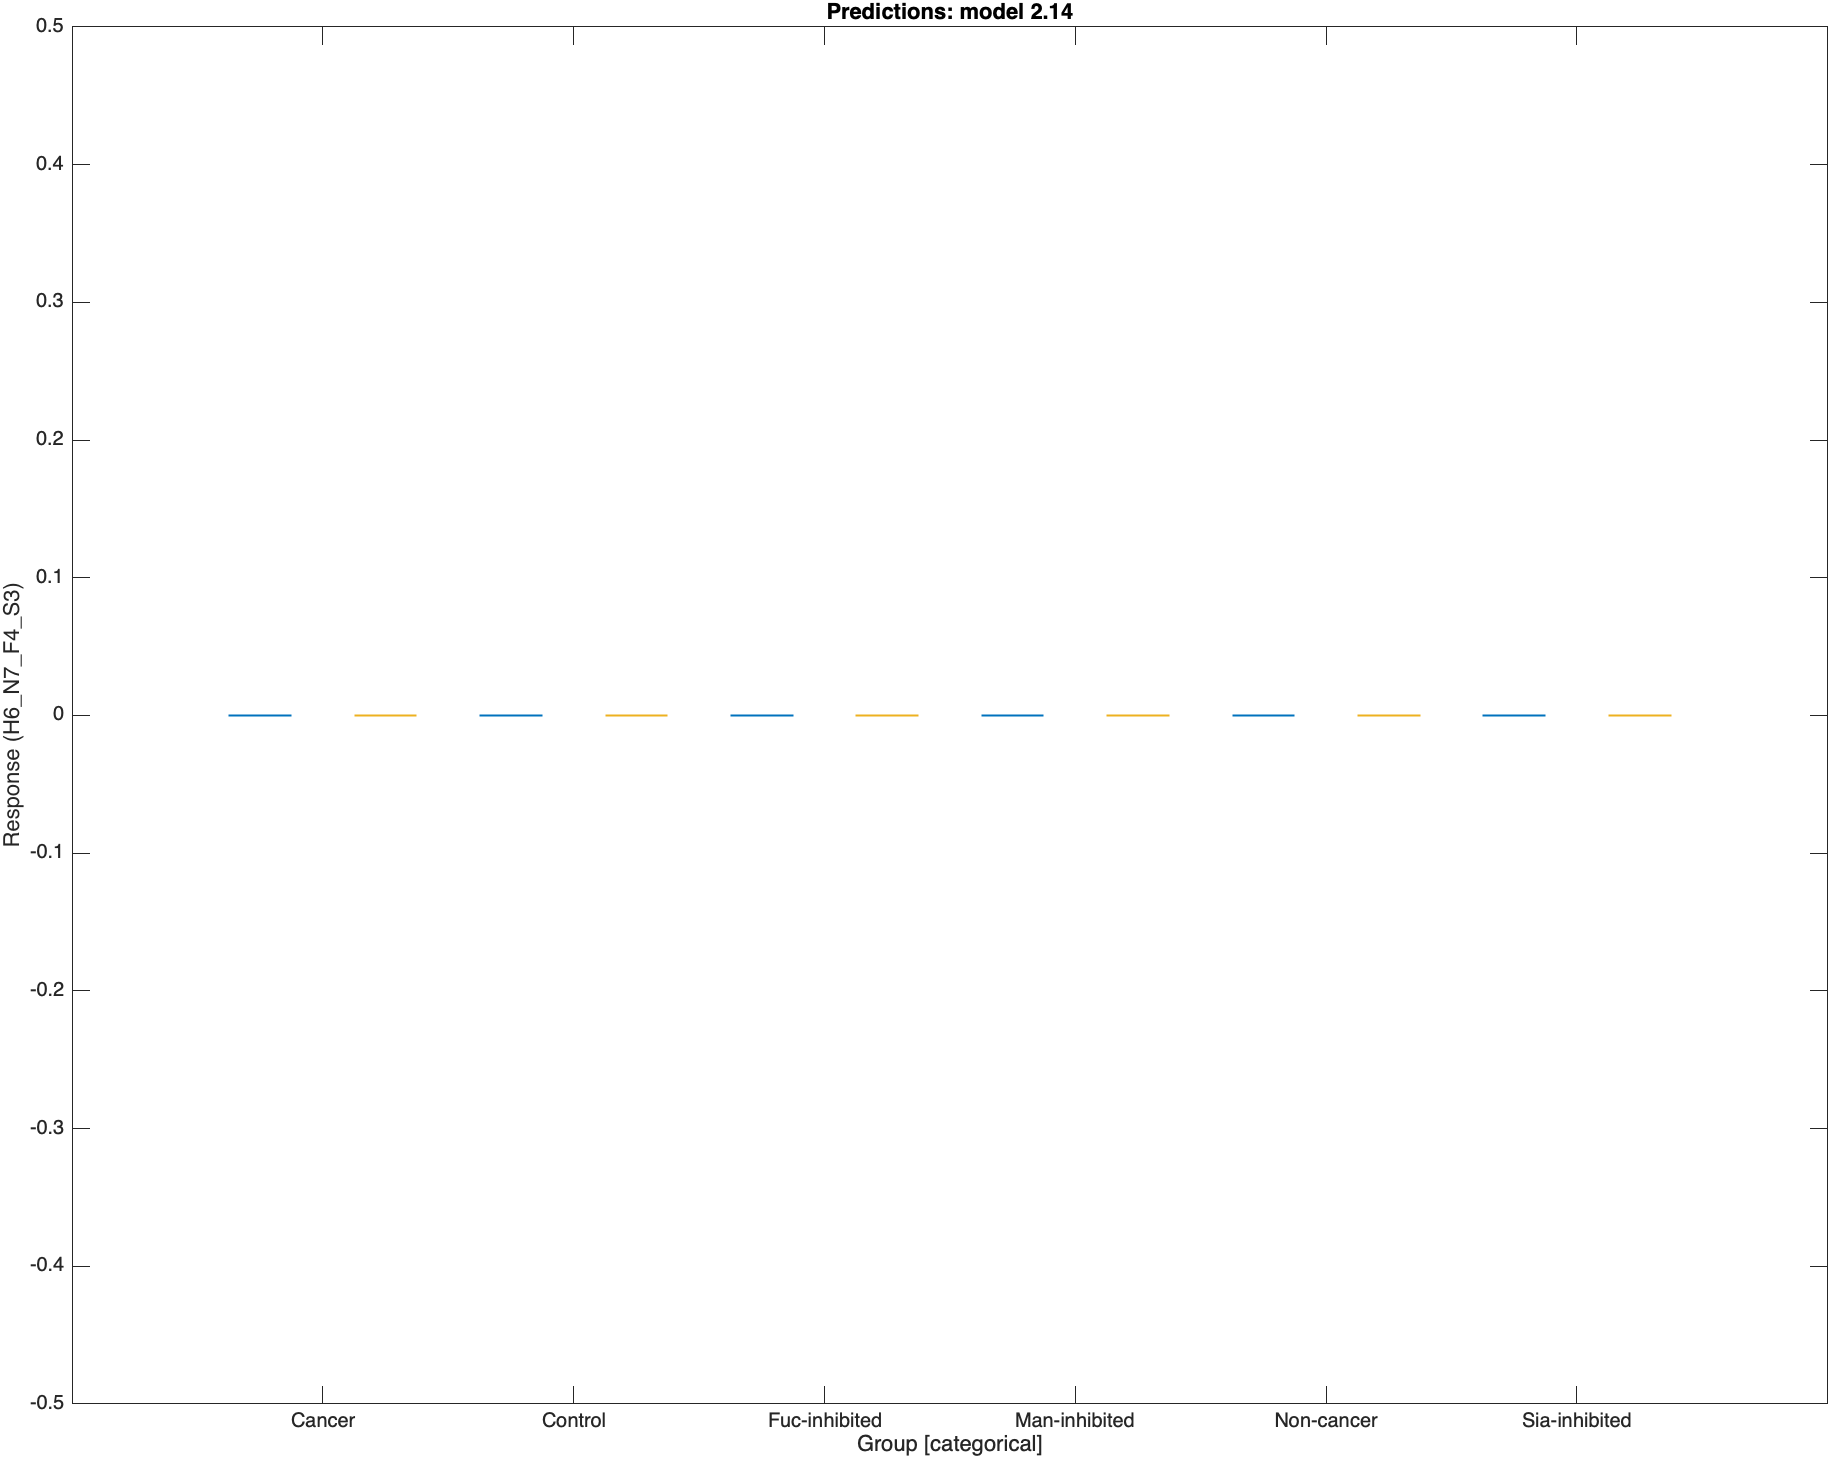 Predictions: model 2.14
0.5
0.4
0.3
0.2
0.1
0
-0.1
-0.2
-0.3
-0.4
-0.5
Response (H6_N7_F4_S3)
Cancer Control Fuc-inhibited Man-inhibited Non-cancer Sia-inhibited
Group [categorical]